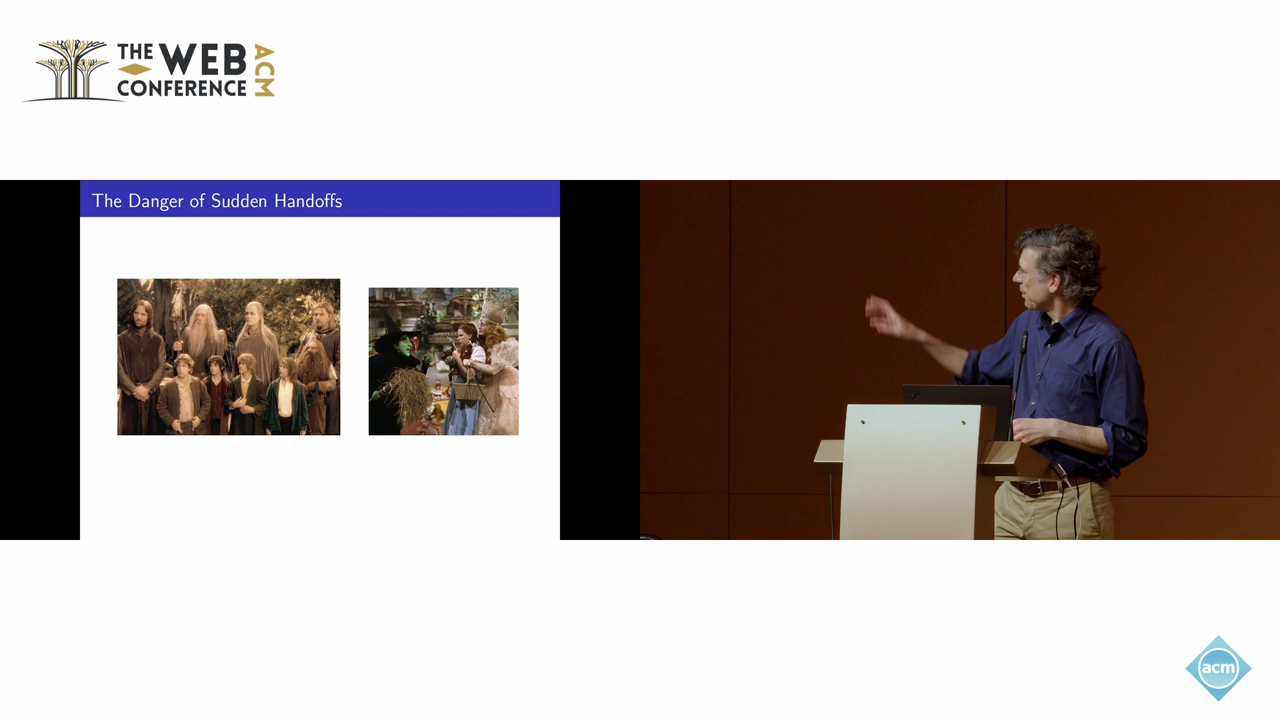 THE WEB
CONFERENCE
ACM
The Danger of Sudden Handoffs
acm